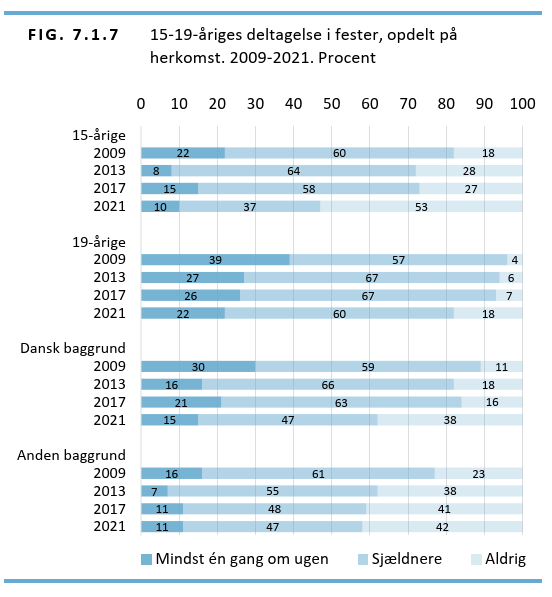 FIG. 7.1.7 15-19-åriges deltagelse i fester, opdelt på
herkomst. 2009-2021. Procent
0 10 20 30 40 50 60 70 80 90 100
15-årige
2009 22 60 18
2013 8 64 28
2017 15 58 27
2021 10 37 53
19-årige
2009 39 57 4
2013 27 67 6
2017 26 67 7
2021 22 60 18
Dansk baggrund
2009 30 59 11
2013 16 66 18
2017 21 63 16
2021 15 47 38
Anden baggrund
2009 16 61 23
2013 7 55 38
2017 11 48 41
2021 11 47 42
Mindst én gang om ugen Sjældnere Aldrig